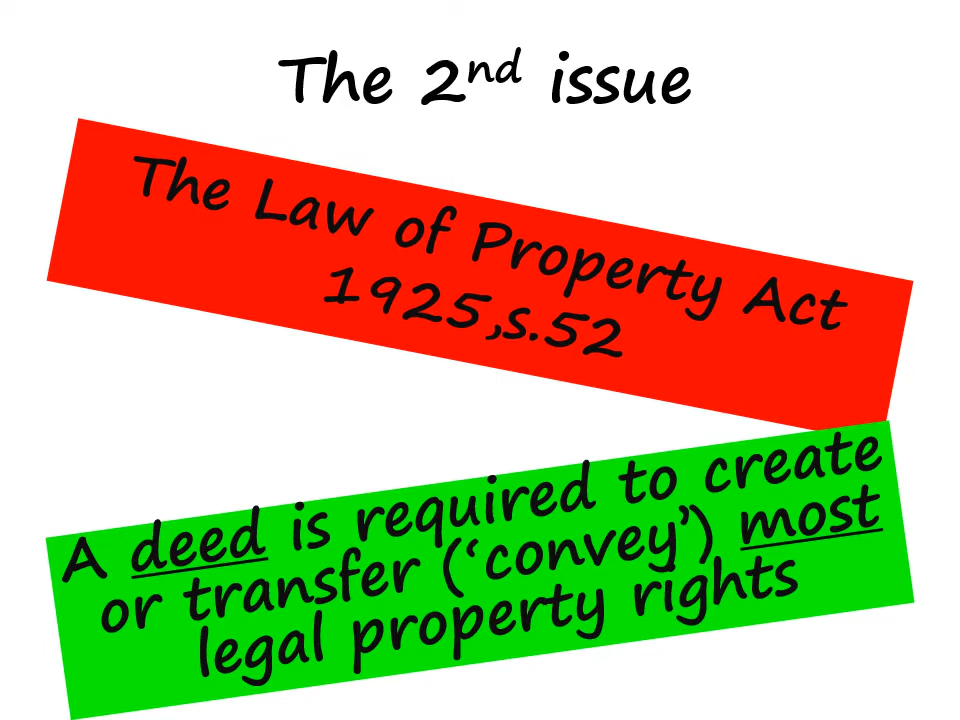 The 2nd issue
The Law of Property Act
1925,s.52
A deed is required to create
or transfer (‘convey’) most
legal property rights